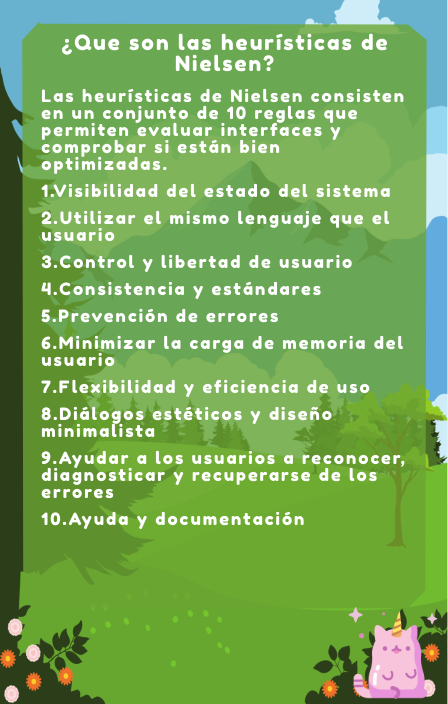 ¿Que son las heurísticas de
Nielsen?
Las heurísticas de Nielsen consisten
en un conjunto de 10 reglas que
permiten evaluar interfaces y
comprobar si están bien
optimizadas.
1.Visibilidad del estado del sistema
2.Utilizar el mismo lenguaje que el
usuario
3.Control y libertad de usuario
4.Consistencia y estándares
5.Prevención de errores
6.Minimizar la carga de memoria del
usuario
7.Flexibilidad y eficiencia de uso
8.Diálogos estéticos y diseño
minimalista
9.Ayudar a los usuarios a reconocer,
diagnosticar y recuperarse de los
errores
10.Ayuda y documentación